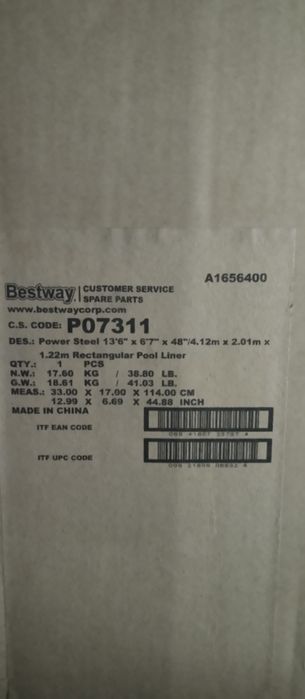 A1656400
Bestway | CUSTOMER SERVICE
SPARE PARTS
www.bestwaycorp.com
C.S. CODE: P07311
DES.: Power Steel 13'6" x 6'7" x 48"/4.12m x 2.01m x
1.22m Rectangular Pool Liner
QTY.: 1 PCS
N.W.: 17.60 KG / 38.80 LB.
G.W.: 18.61 KG / 41.03 LB.
MEAS.: 33.00 X 17.00 X 114.00 CM
12.99 X 6.69 X 44.88 INCH
MADE IN CHINA
ITF EAN CODE
ITF UPC CODE